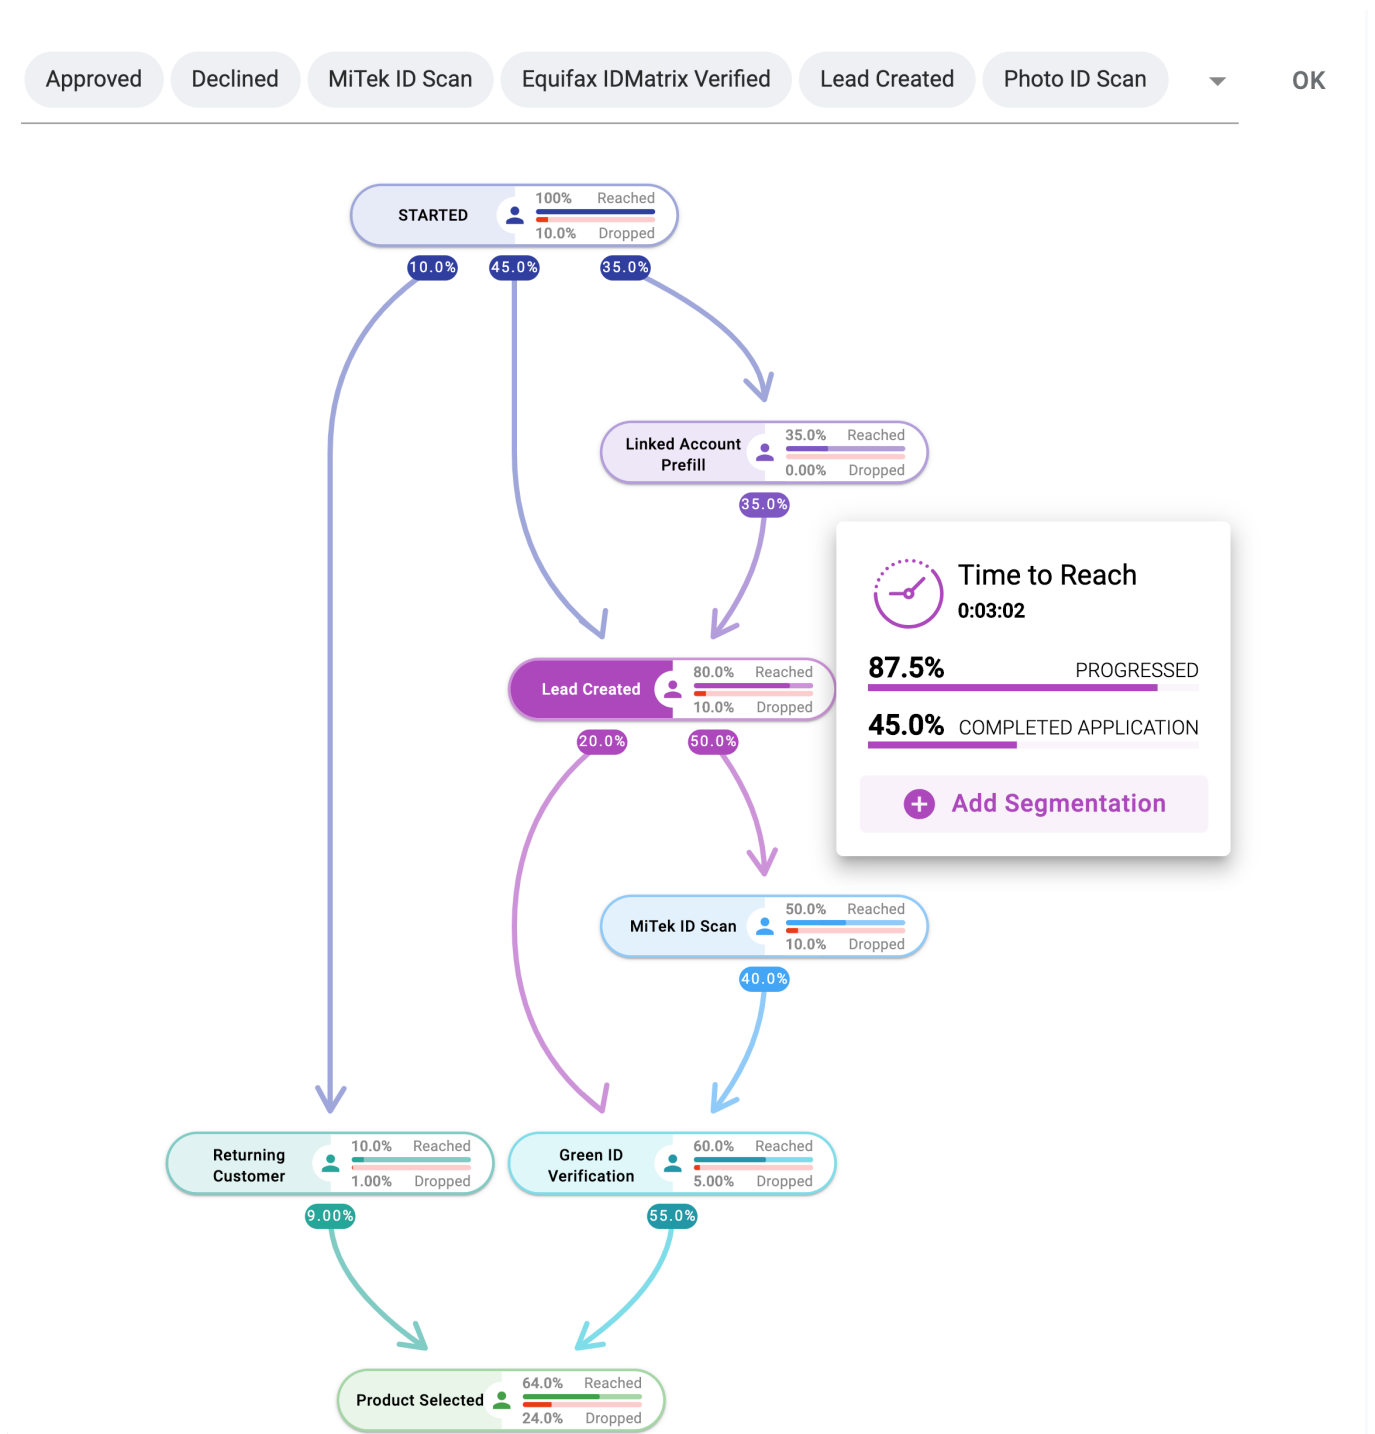 Approved Declined MiTek ID Scan Equifax IDMatrix Verified Lead Created Photo ID Scan OK
STARTED
100% Reached
10.0% Dropped
10.0% 45.0% 35.0%
Linked Account
Prefill
35.0% Reached
0.00% Dropped
35.0%
Time to Reach
0:03:02
87.5% PROGRESSED
45.0% COMPLETED APPLICATION
Add Segmentation
Lead Created
80.0% Reached
10.0% Dropped
20.0% 50.0%
MiTek ID Scan
50.0% Reached
10.0% Dropped
40.0%
Returning
Customer
10.0% Reached
1.00% Dropped
9.00%
Green ID
Verification
60.0% Reached
5.00% Dropped
55.0%
Product Selected
64.0% Reached
24.0% Dropped